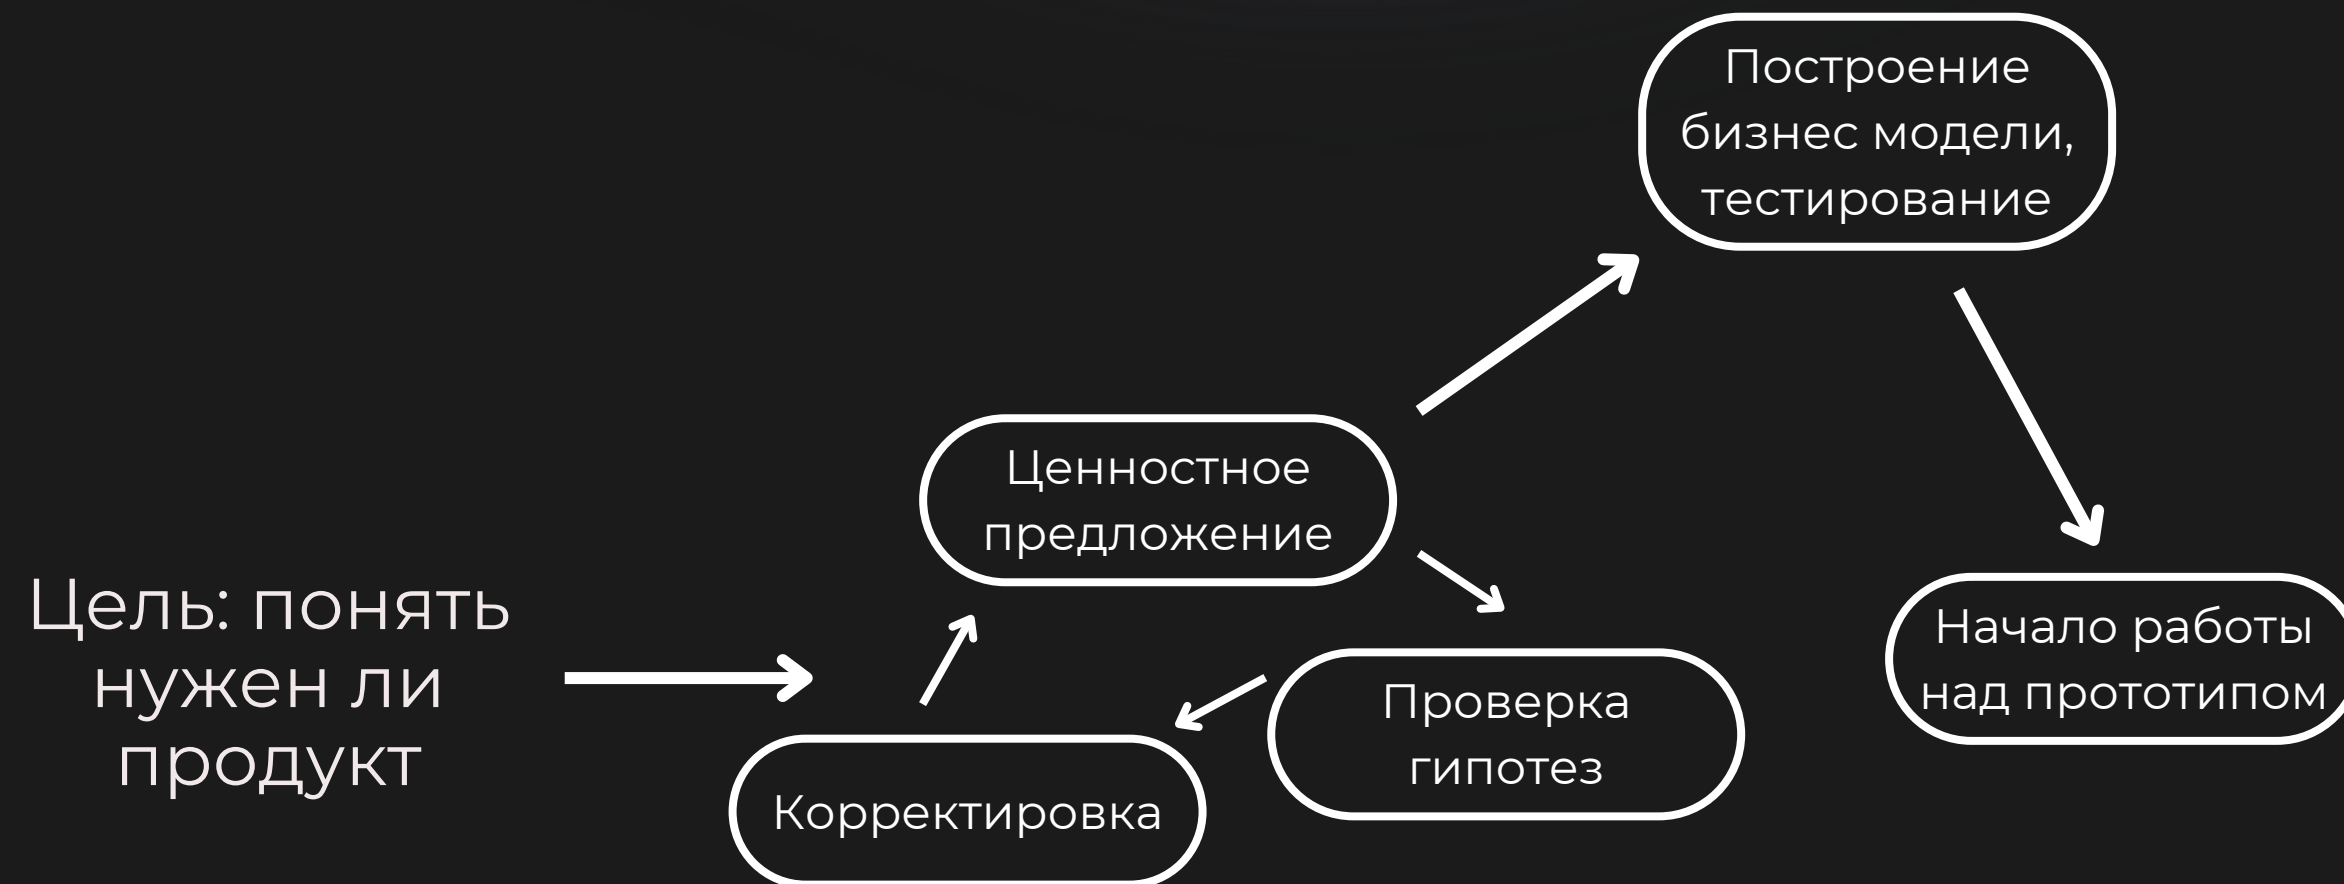 Построение
бизнес модели,
тестирование
Ценностное
предложение
Цель: понять
нужен ли
продукт
Начало работы
над прототипом
Проверка
гипотез
Корректировка